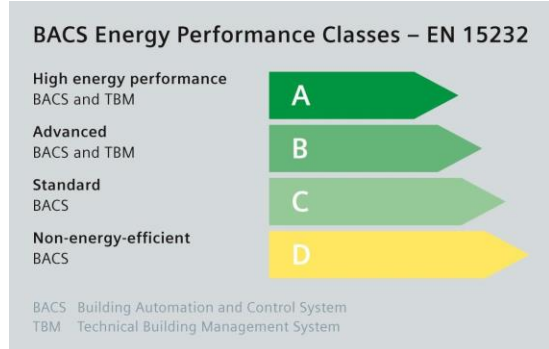 BACS Energy Performance Classes – EN 15232
High energy performance
BACS and TBM
A
Advanced
BACS and TBM
B
Standard
BACS
C
Non-energy-efficient
BACS
D
BACS Building Automation and Control System
TBM Technical Building Management System